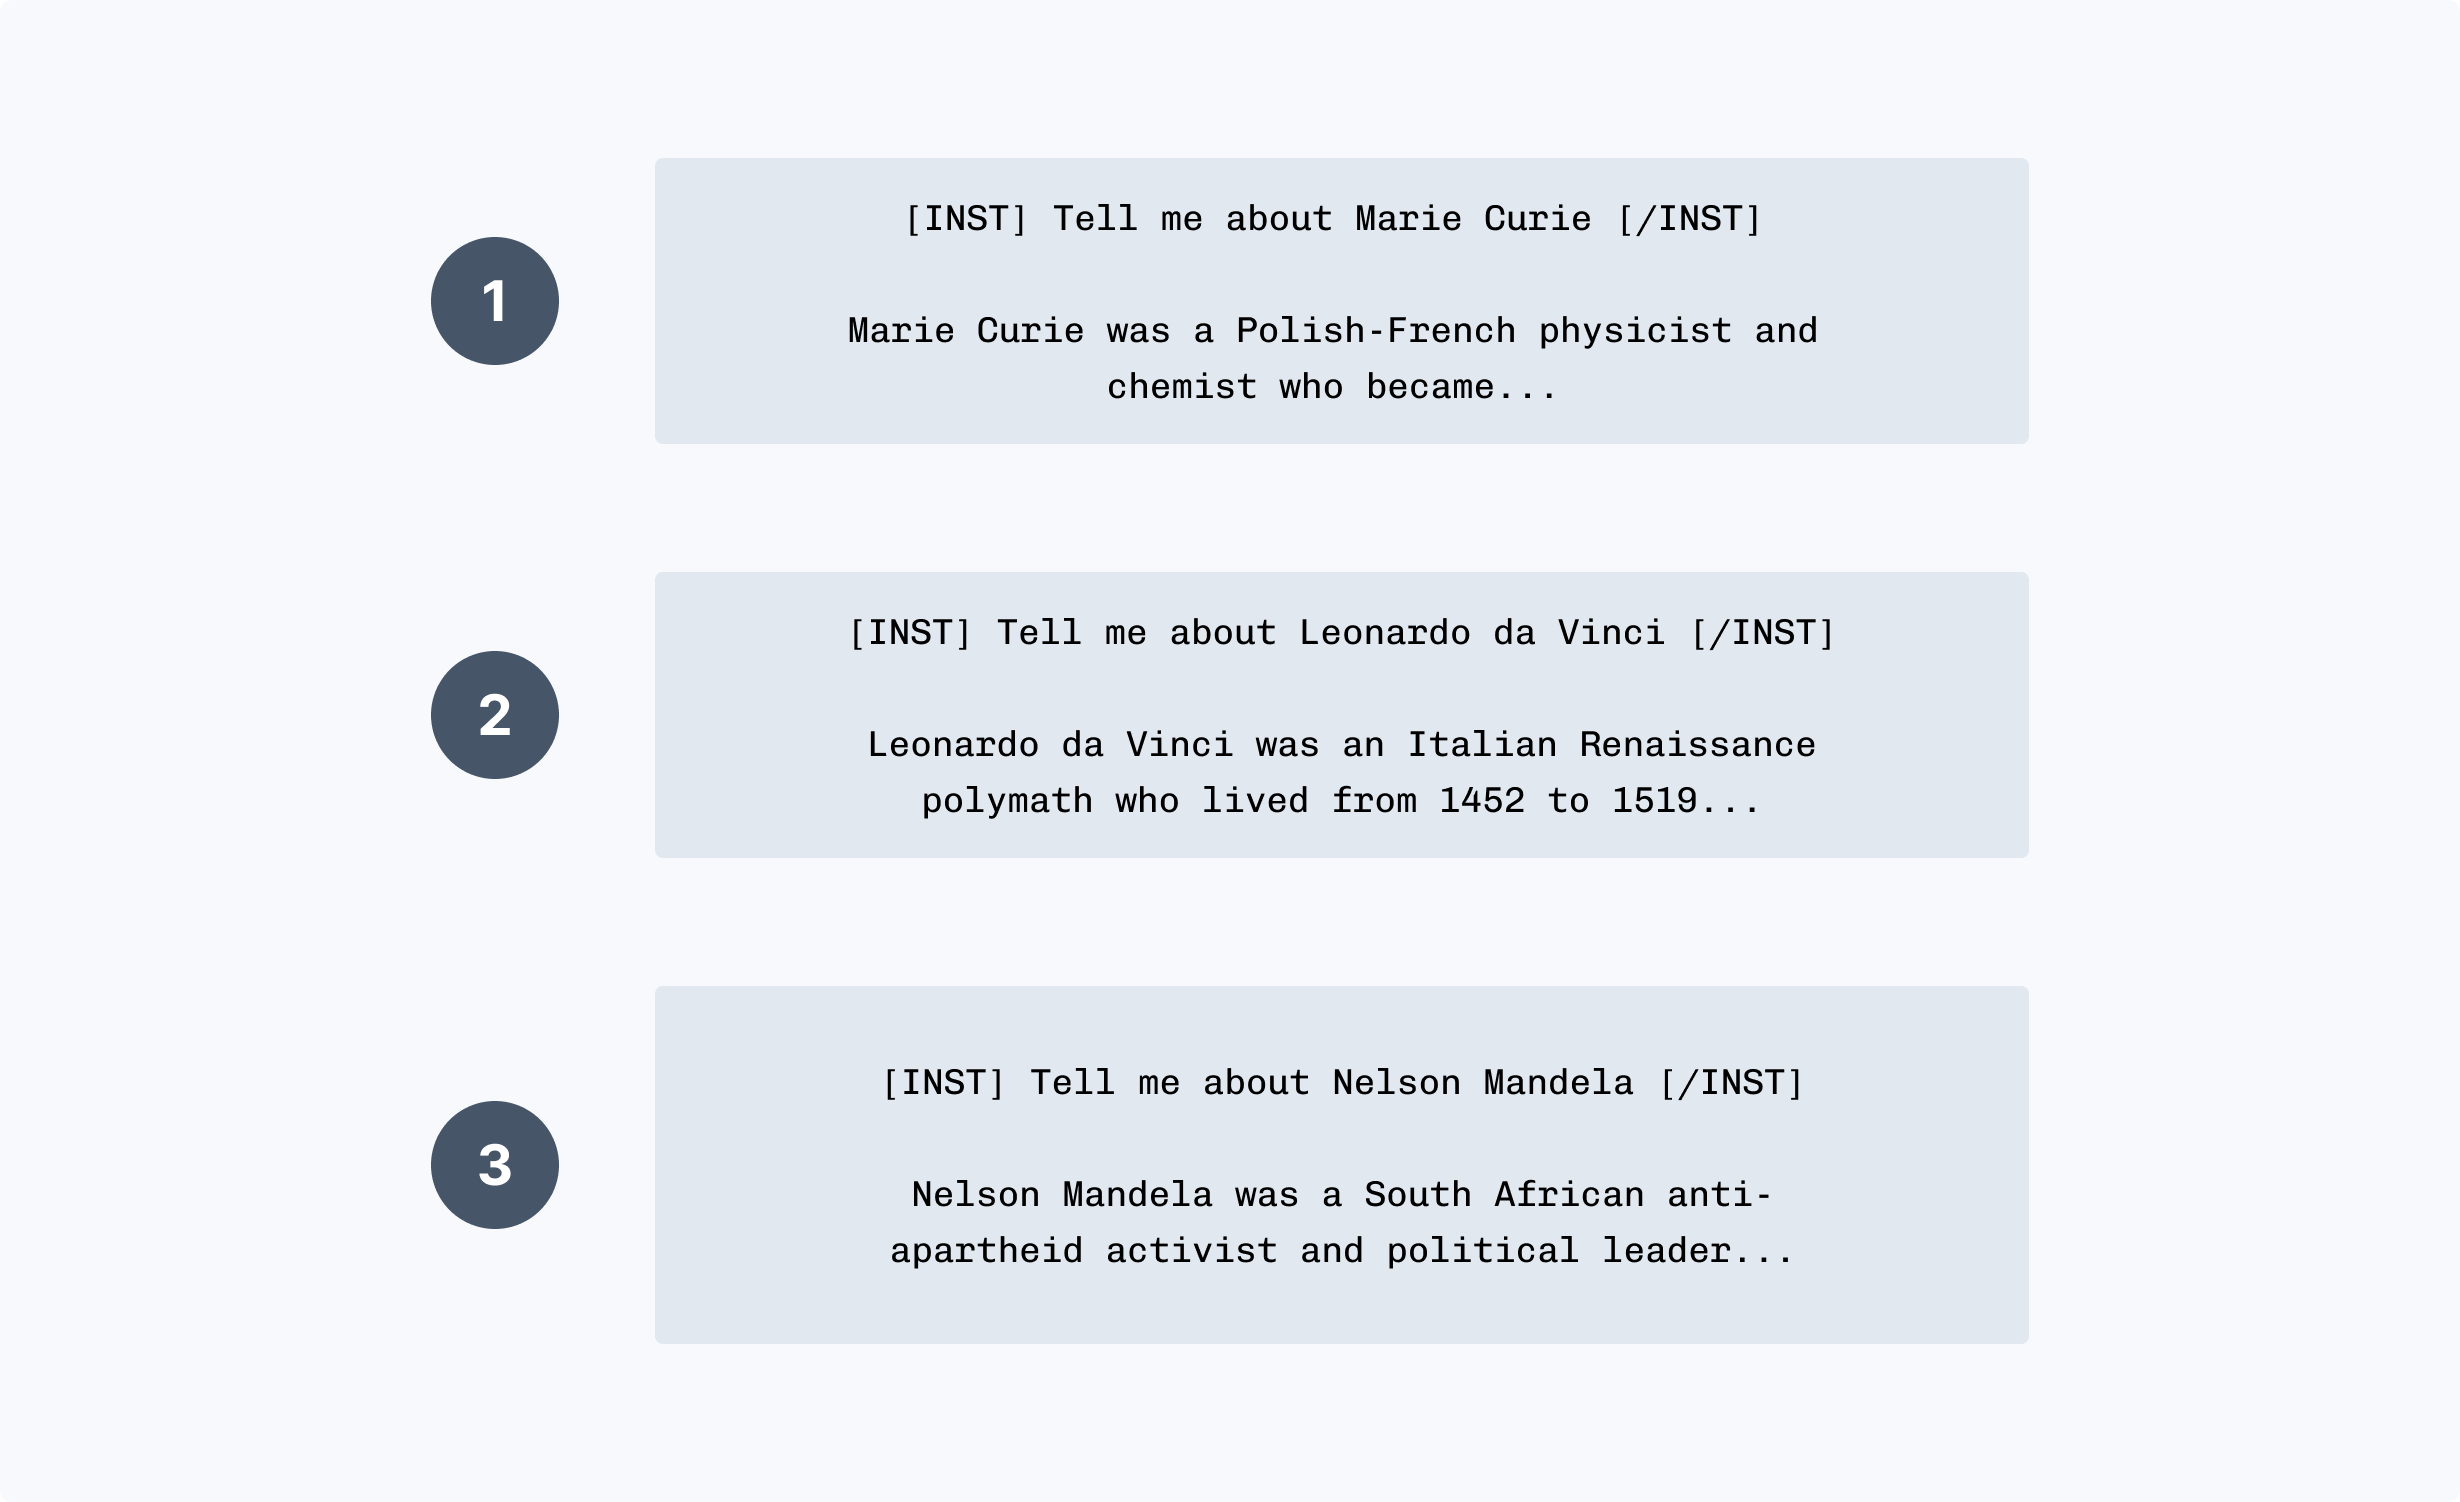 1
[INST] Tell me about Marie Curie [/INST]
Marie Curie was a Polish-French physicist and
chemist who became...
2
[INST] Tell me about Leonardo da Vinci [/INST]
Leonardo da Vinci was an Italian Renaissance
polymath who lived from 1452 to 1519...
3
[INST] Tell me about Nelson Mandela [/INST]
Nelson Mandela was a South African anti-
apartheid activist and political leader...